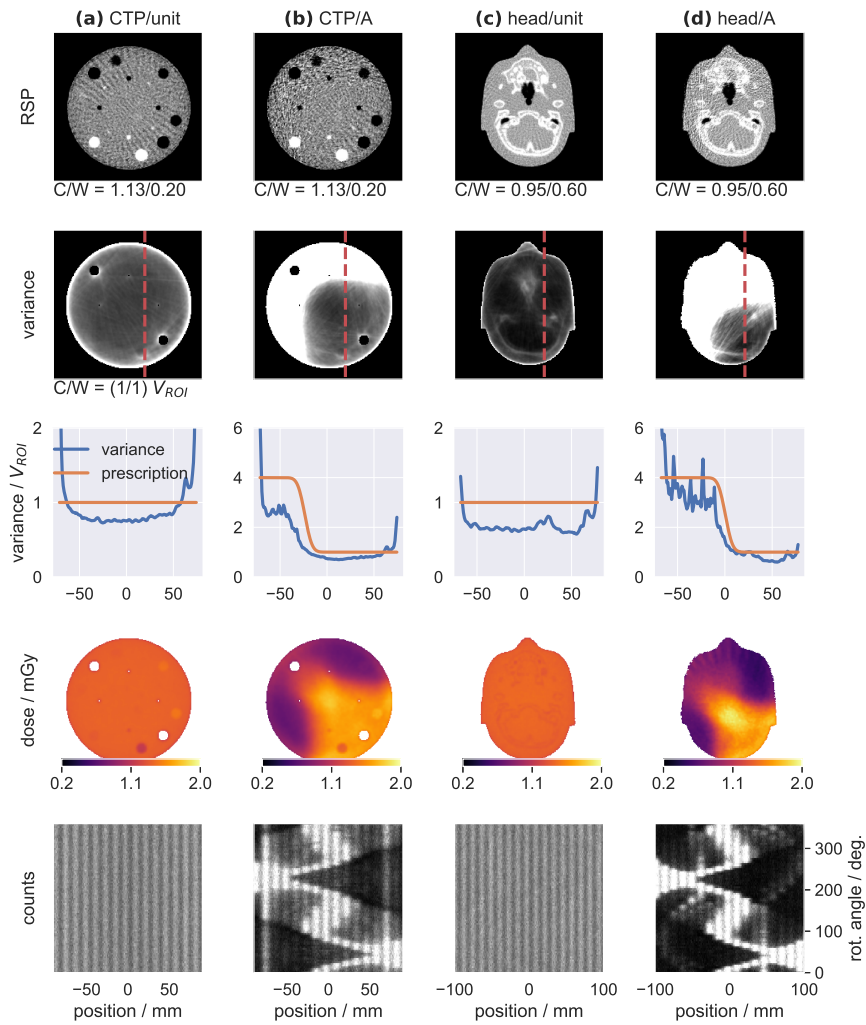 (a) CTP/unit (b) CTP/A (c) head/unit (d) head/A
RSP
C/W = 1.13/0.20 C/W = 1.13/0.20 C/W = 0.95/0.60 C/W = 0.95/0.60
variance
C/W = (1/1) V_ROI
variance / V_ROI
2 6 2 6
variance
prescription
4 4
1 1
2 2
0 0 0 0
−50 0 50 −50 0 50 −50 0 50 −50 0 50
dose / mGy
0.2 1.1 2.0 0.2 1.1 2.0 0.2 1.1 2.0 0.2 1.1 2.0
counts
300
200
100
0
rot. angle / deg.
−50 0 50 −50 0 50 −100 0 100 −100 0 100
position / mm position / mm position / mm position / mm